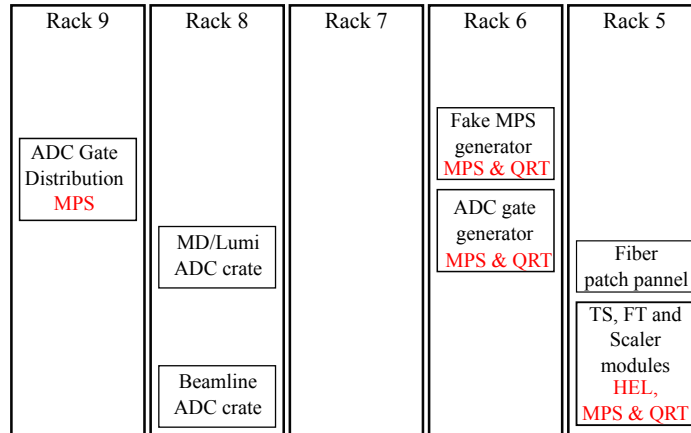 Rack 9
ADC Gate
Distribution
MPS
Rack 8
MD/Lumi
ADC crate
Beamline
ADC crate
Rack 7
Rack 6
Fake MPS
generator
MPS & QRT
ADC gate
generator
MPS & QRT
Rack 5
Fiber
patch pannel
TS, FT and
Scaler
modules
HEL,
MPS & QRT